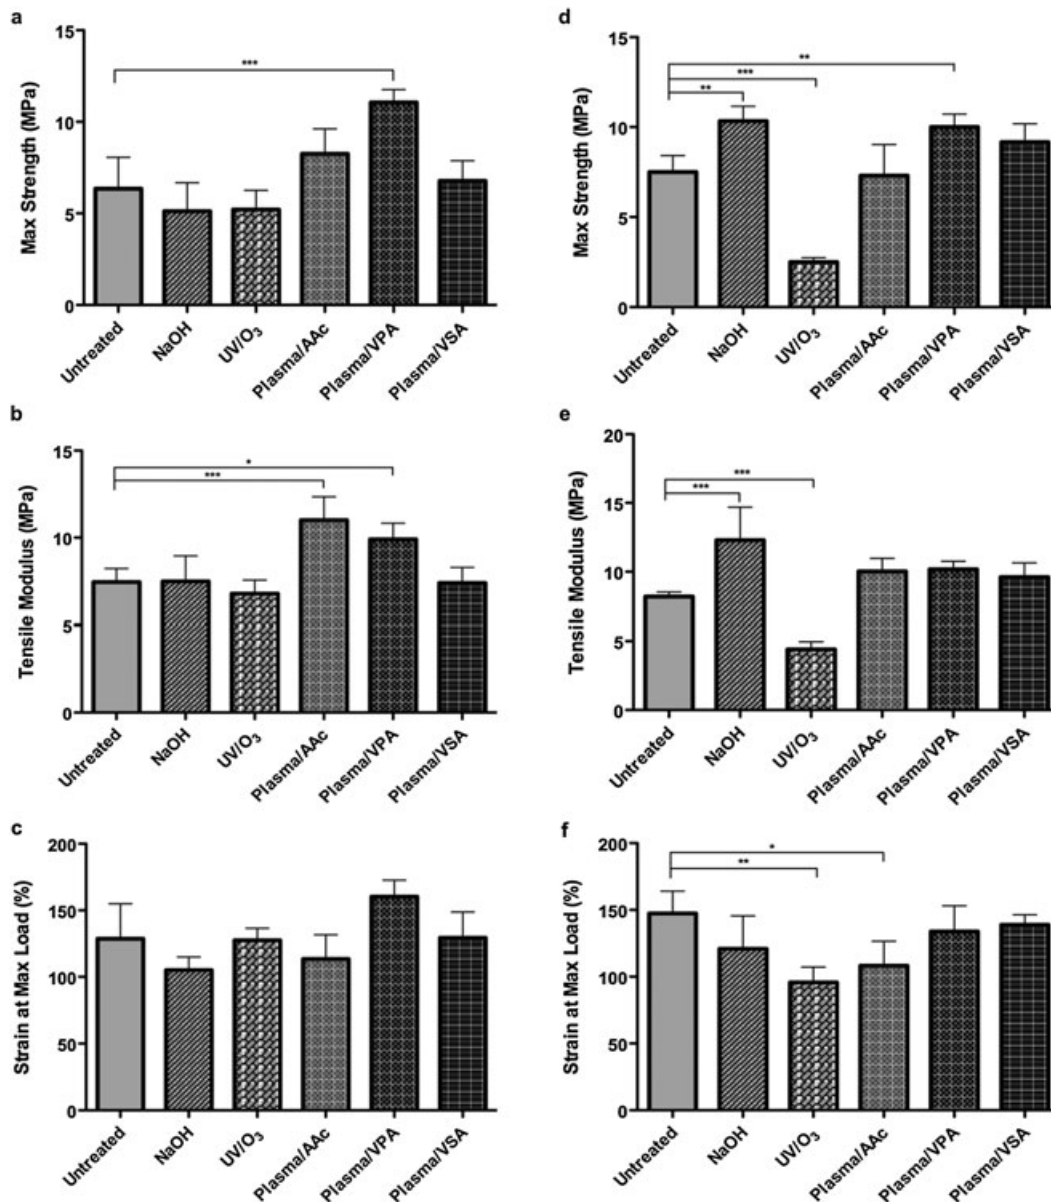 a
Max Strength (MPa)
15
10
5
0
***
Untreated
NaOH
UV/O₃
Plasma/AAc
Plasma/VPA
Plasma/VSA
d
Max Strength (MPa)
15
10
5
0
**
***
**
Untreated
NaOH
UV/O₃
Plasma/AAc
Plasma/VPA
Plasma/VSA
b
Tensile Modulus (MPa)
15
10
5
0
*
***
Untreated
NaOH
UV/O₃
Plasma/AAc
Plasma/VPA
Plasma/VSA
e
Tensile Modulus (MPa)
20
15
10
5
0
***
***
Untreated
NaOH
UV/O₃
Plasma/AAc
Plasma/VPA
Plasma/VSA
c
Strain at Max Load (%)
200
150
100
50
0
Untreated
NaOH
UV/O₃
Plasma/AAc
Plasma/VPA
Plasma/VSA
f
Strain at Max Load (%)
200
150
100
50
0
*
**
Untreated
NaOH
UV/O₃
Plasma/AAc
Plasma/VPA
Plasma/VSA